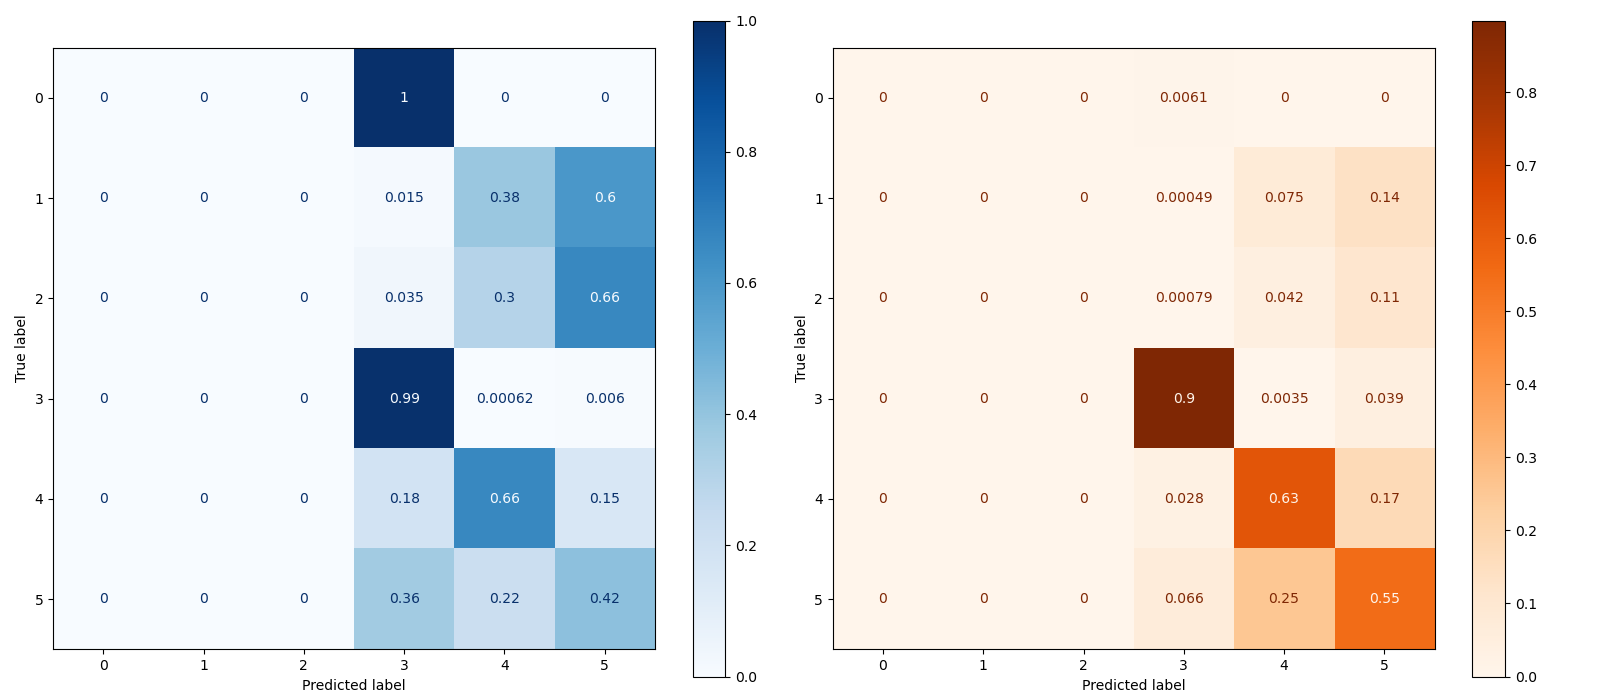 1.0
0 0 0 0 1 0 0
0.8
1 0 0 0 0.015 0.38 0.6
2 0 0 0 0.035 0.3 0.66
0.6
True label
3 0 0 0 0.99 0.00062 0.006
0.4
4 0 0 0 0.18 0.66 0.15
0.2
5 0 0 0 0.36 0.22 0.42
0.0
0 1 2 3 4 5
Predicted label
0.8
0 0 0 0 0.0061 0 0
0.7
1 0 0 0 0.00049 0.075 0.14
0.6
2 0 0 0 0.00079 0.042 0.11
0.5
True label
3 0 0 0 0.9 0.0035 0.039
0.4
0.3
4 0 0 0 0.028 0.63 0.17
0.2
5 0 0 0 0.066 0.25 0.55
0.1
0.0
0 1 2 3 4 5
Predicted label